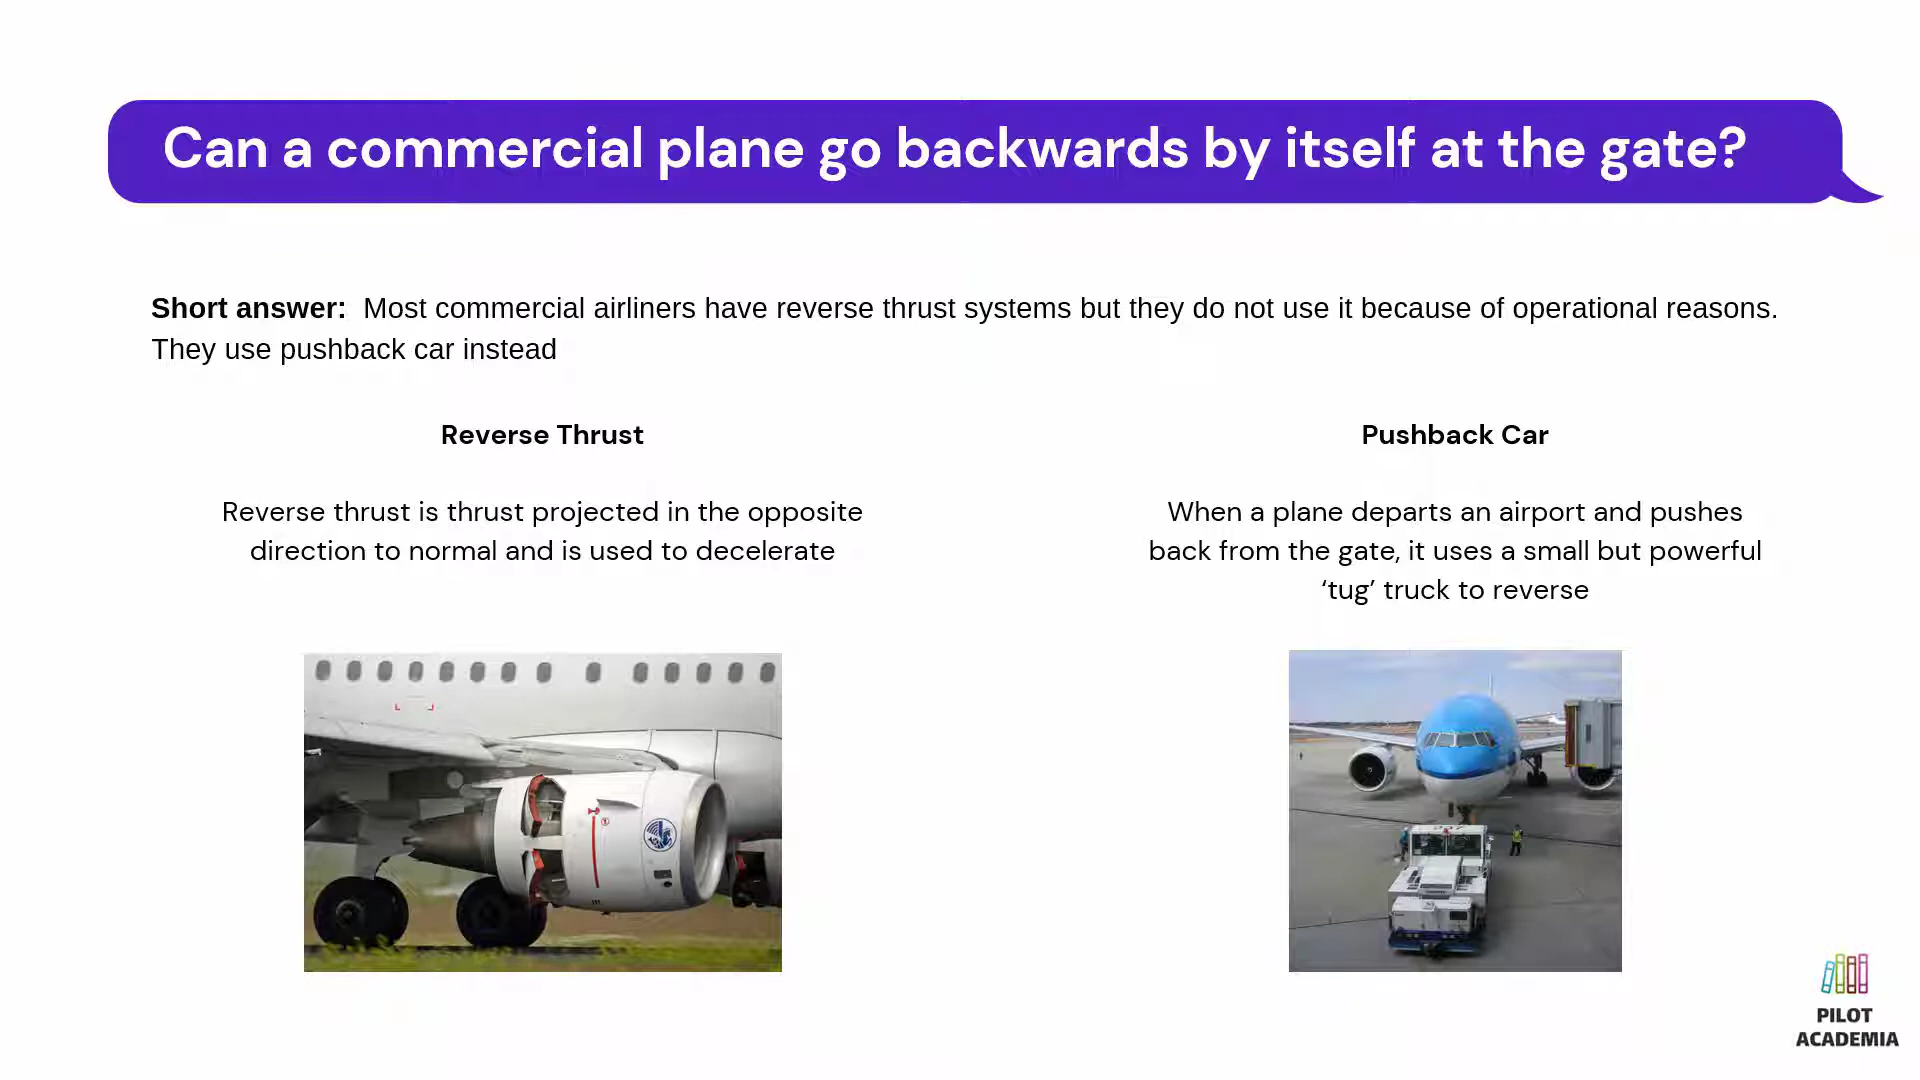 Can a commercial plane go backwards by itself at the gate?
Short answer: Most commercial airliners have reverse thrust systems but they do not use it because of operational reasons.
They use pushback car instead
Reverse Thrust
Reverse thrust is thrust projected in the opposite
direction to normal and is used to decelerate
Pushback Car
When a plane departs an airport and pushes
back from the gate, it uses a small but powerful
‘tug’ truck to reverse
PILOT
ACADEMIA